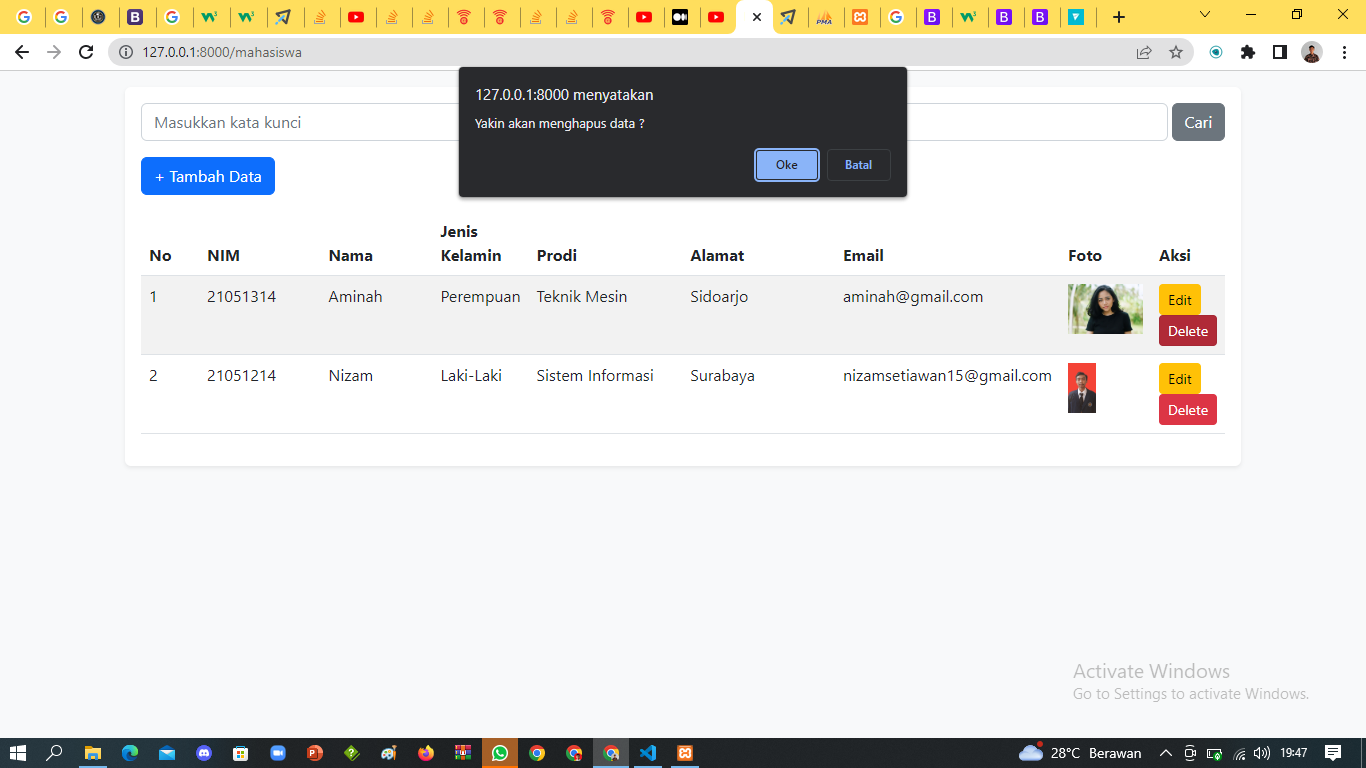 127.0.0.1:8000/mahasiswa
127.0.0.1:8000 menyatakan
Yakin akan menghapus data ?
Oke Batal
Masukkan kata kunci Cari
+ Tambah Data
No NIM Nama Jenis Kelamin Prodi Alamat Email Foto Aksi
1 21051314 Aminah Perempuan Teknik Mesin Sidoarjo aminah@gmail.com Edit
Delete
2 21051214 Nizam Laki-Laki Sistem Informasi Surabaya nizamsetiawan15@gmail.com Edit
Delete
Activate Windows
Go to Settings to activate Windows.
28°C Berawan 19:47